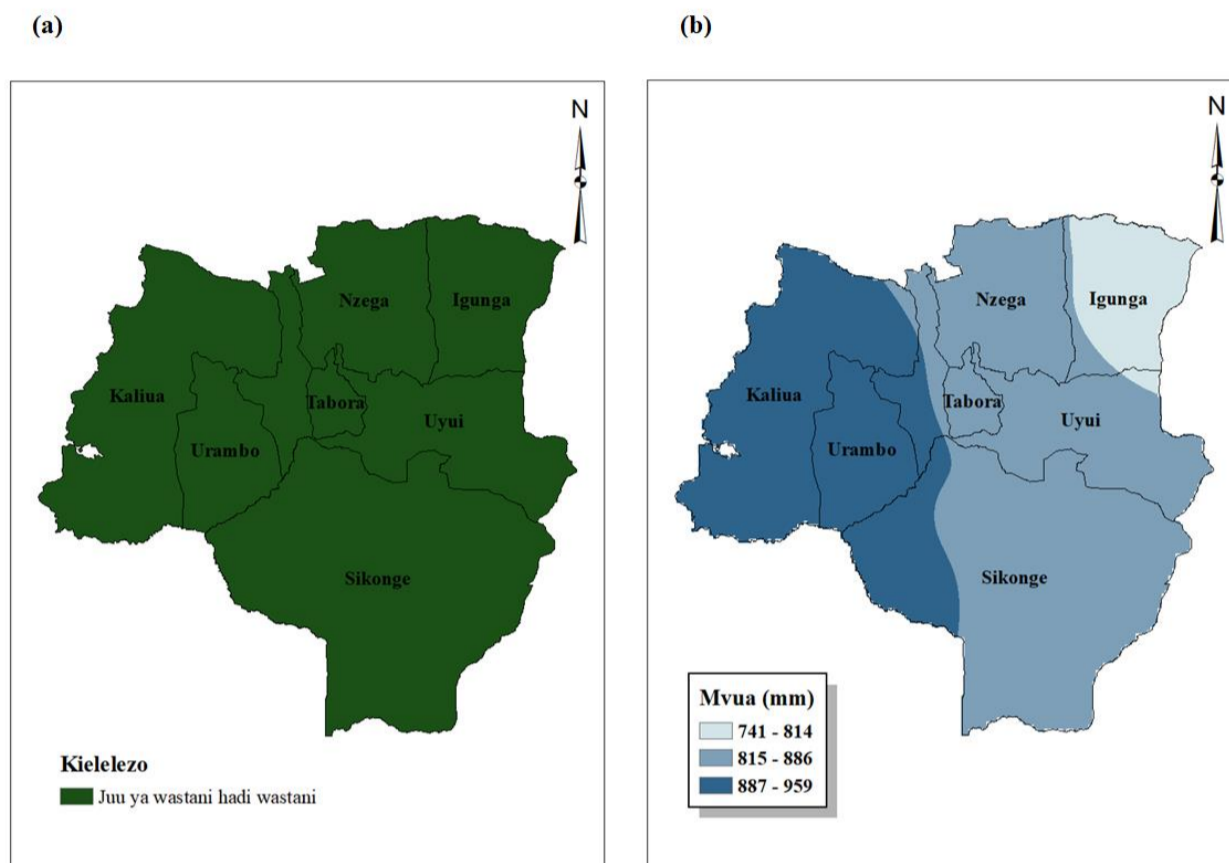 (a)
N
Nzega
Igunga
Kaliua
Tabora
Uyui
Urambo
Sikonge
Kielelezo
Juu ya wastani hadi wastani
(b)
N
Nzega
Igunga
Kaliua
Tabora
Uyui
Urambo
Sikonge
Mvua (mm)
741 - 814
815 - 886
887 - 959